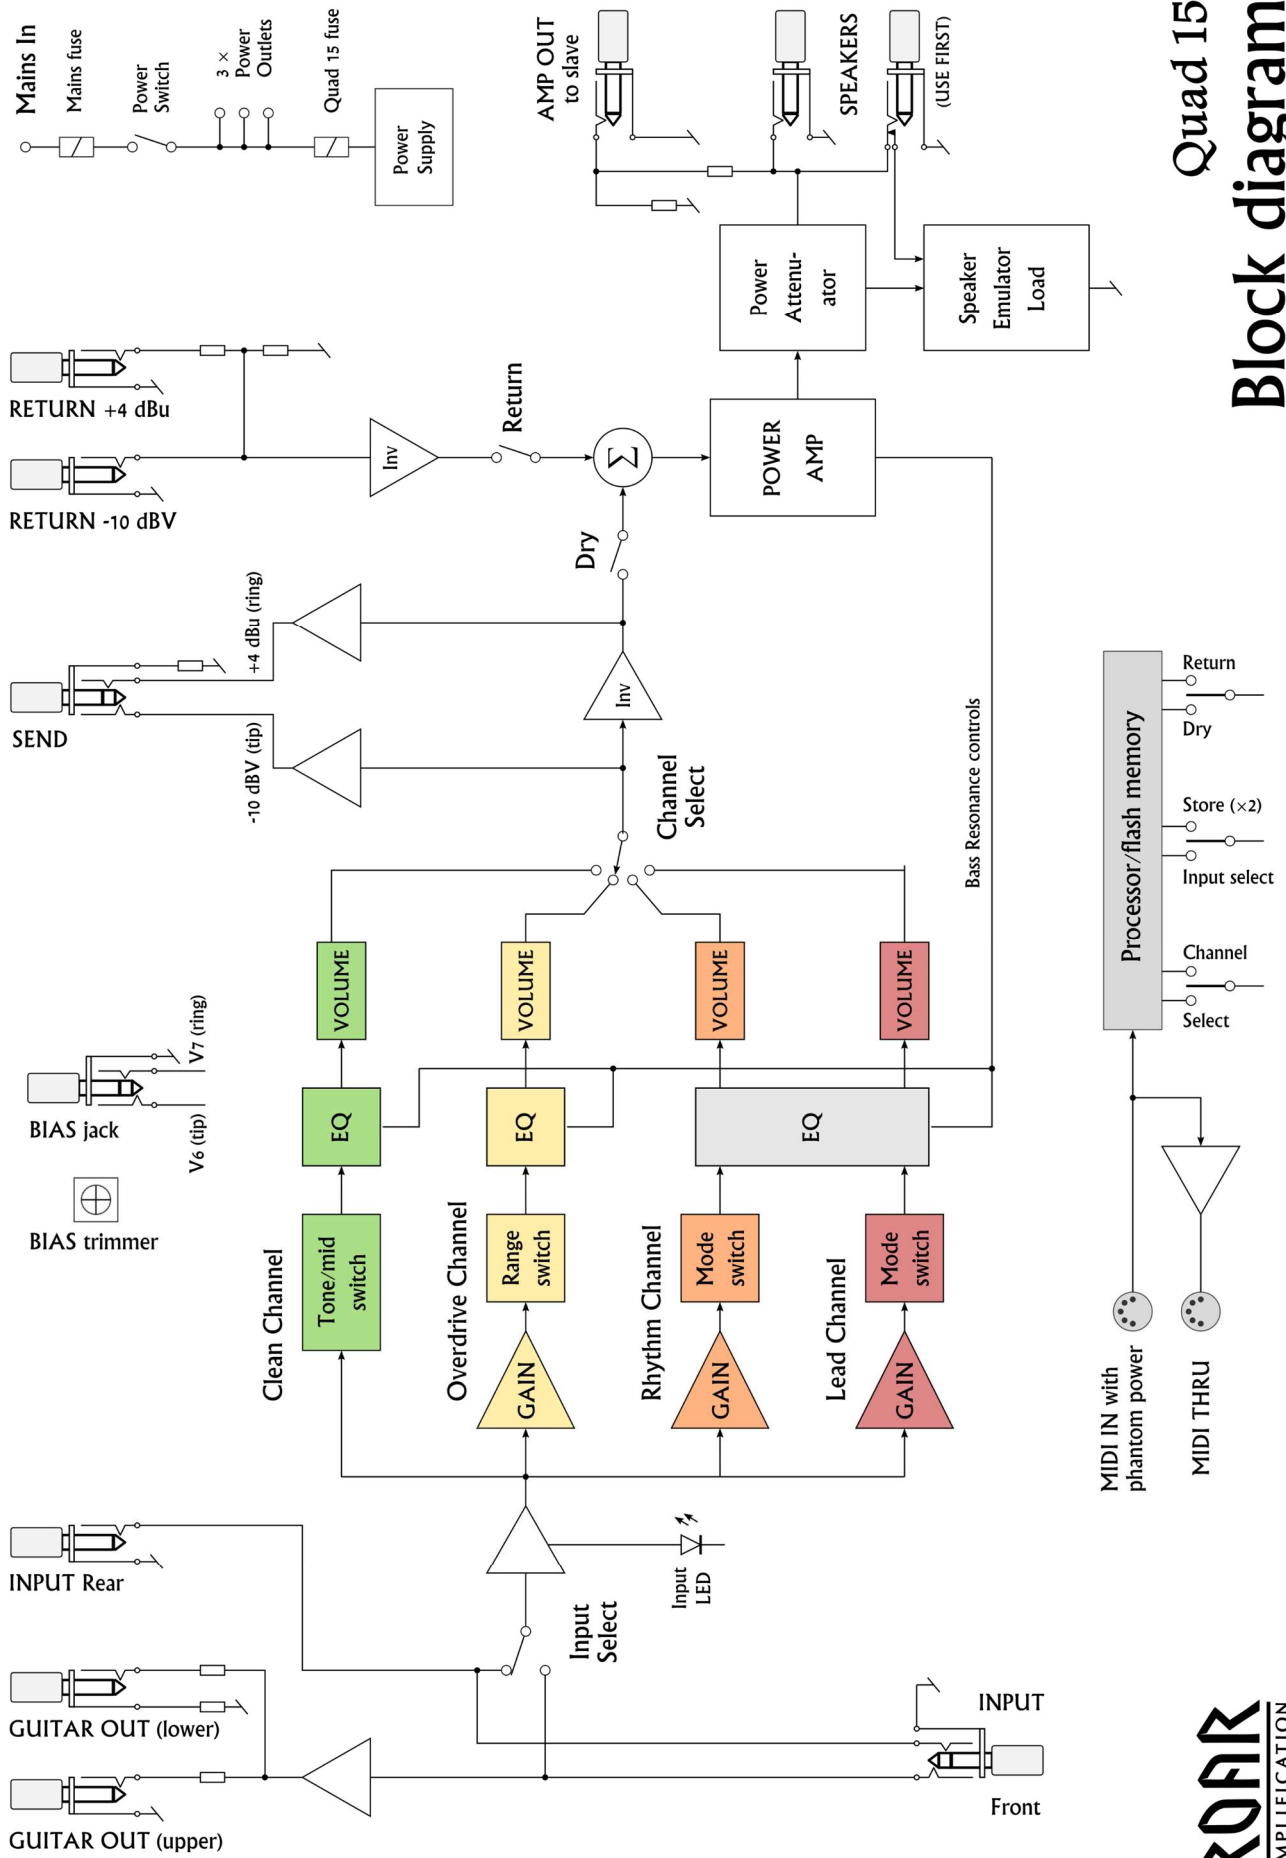 Quad 15
Block diagram
GUITAR OUT (upper)
GUITAR OUT (lower)
INPUT Rear
BIAS trimmer
BIAS jack
V6 (tip)
V7 (ring)
SEND
-10 dBV (tip)
+4 dBu (ring)
RETURN -10 dBV
RETURN +4 dBu
Inv
Return
Mains In
Mains fuse
Power
Switch
3 ×
Power
Outlets
Quad 15 fuse
Power
Supply
Clean Channel
Tone/mid
switch
EQ
VOLUME
Overdrive Channel
GAIN
Range
switch
EQ
VOLUME
Rhythm Channel
GAIN
Mode
switch
EQ
VOLUME
Lead Channel
GAIN
Mode
switch
VOLUME
Input
Select
Input
LED
Channel
Select
Inv
Dry
Σ
POWER
AMP
Power
Attenu-
ator
Speaker
Emulator
Load
AMP OUT
to slave
SPEAKERS
(USE FIRST)
Bass Resonance controls
Front
INPUT
MIDI IN with
phantom power
MIDI THRU
Processor/flash memory
Select
Channel
Input select
Store (×2)
Dry
Return